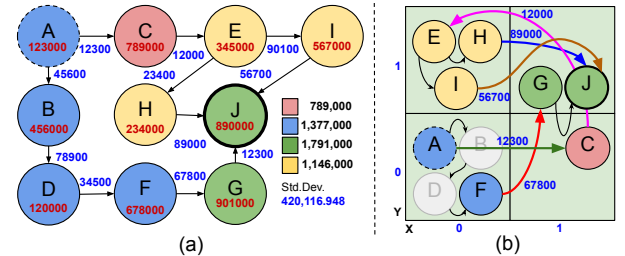 A
123000
12300
C
789000
12000
E
345000
90100
I
567000
45600
23400
56700
B
456000
H
234000
89000
J
890000
789,000
1,377,000
1,791,000
1,146,000
78900
12300
D
120000
34500
F
678000
67800
G
901000
Std.Dev.
420,116.948
(a)
12000
E
H
89000
1
I
56700
G
J
A
B
12300
C
0
D
F
67800
Y
X
0
1
(b)